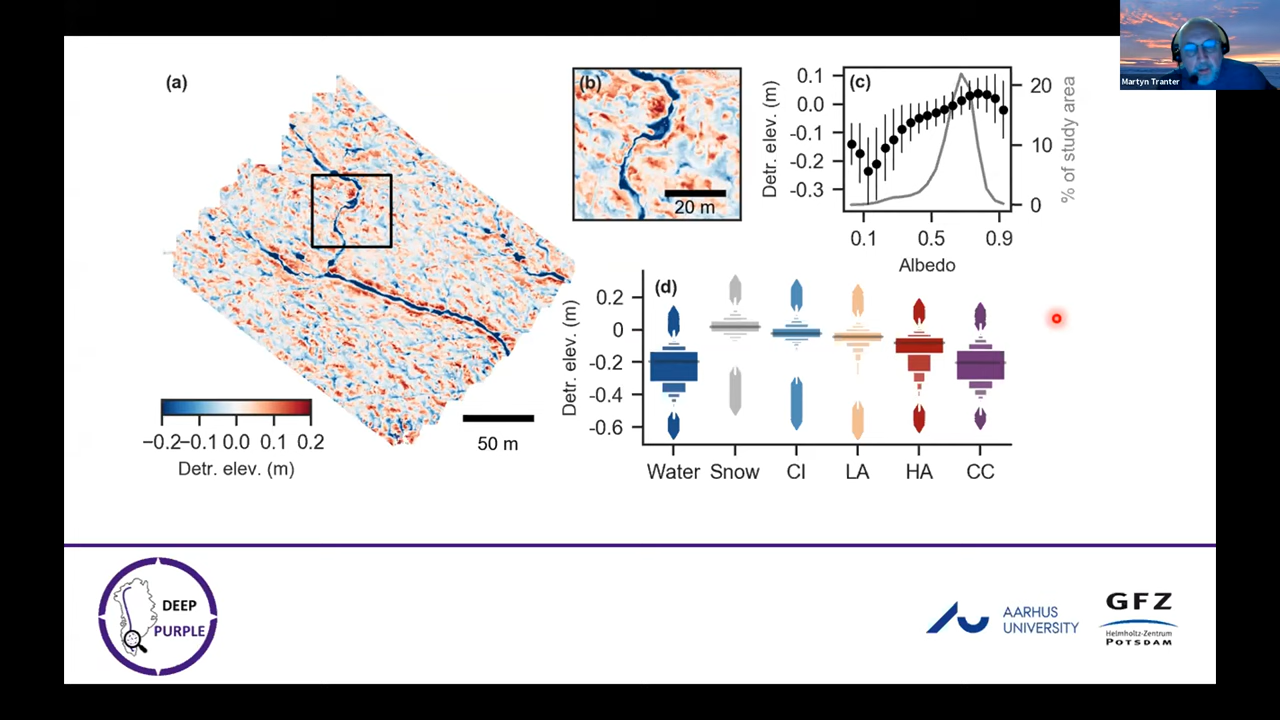 Martyn Tranter
(a)
−0.2
−0.1
0.0
0.1
0.2
Detr. elev. (m)
50 m
(b)
20 m
(c)
Detr. elev. (m)
0.1
0.0
-0.1
-0.2
-0.3
20
10
0
% of study area
0.1
0.5
0.9
Albedo
(d)
Detr. elev. (m)
0.2
0
-0.2
-0.4
-0.6
Water
Snow
CI
LA
HA
CC
DEEP
PURPLE
AARHUS
UNIVERSITY
GFZ
Helmholtz-Zentrum
POTSDAM